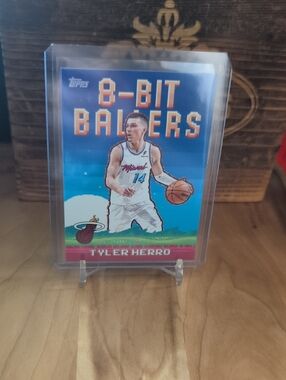 TOPPS
8-BIT
BALLERS
Miami
14
TYLER HERRO